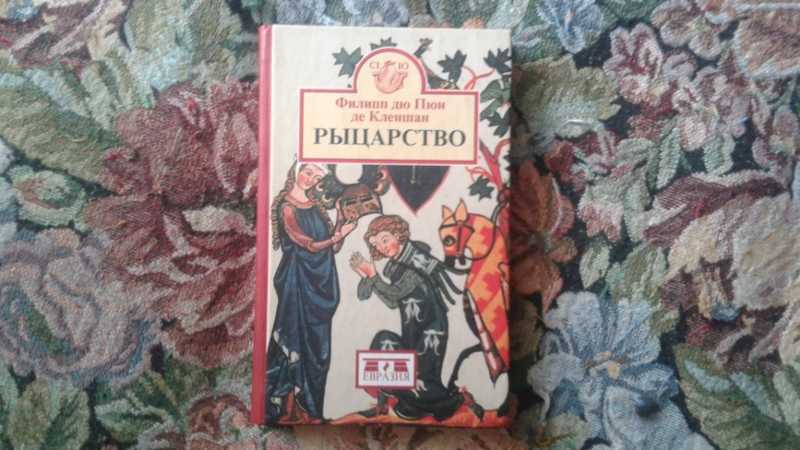 CLIO
Филипп дю Пюи
де Кленшан
РЫЦАРСТВО
ЕВРАЗИЯ